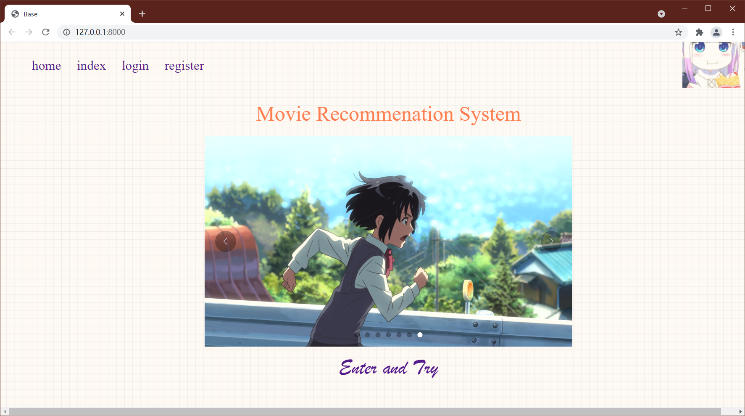 Base
127.0.0.1:8000
home index login register
Movie Recommenation System
Enter and Try